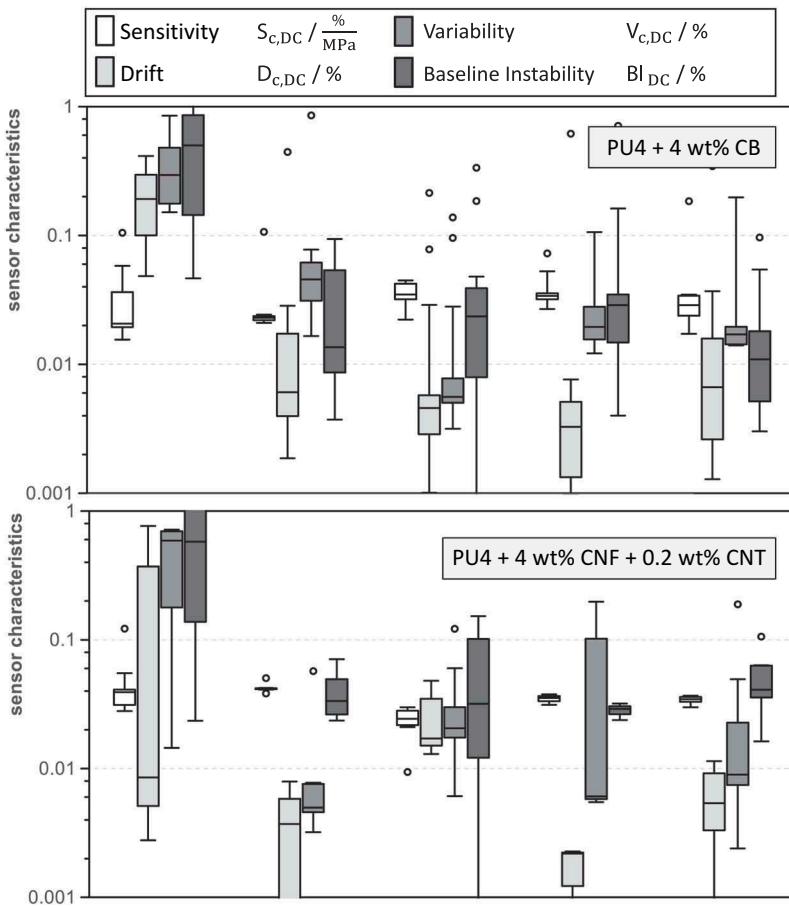 Sensitivity S_c,DC / %/MPa Variability V_c,DC / %
Drift D_c,DC / % Baseline Instability BI_DC / %
1
PU4 + 4 wt% CB
0.1
sensor characteristics
0.01
0.001
1
PU4 + 4 wt% CNF + 0.2 wt% CNT
0.1
sensor characteristics
0.01
0.001